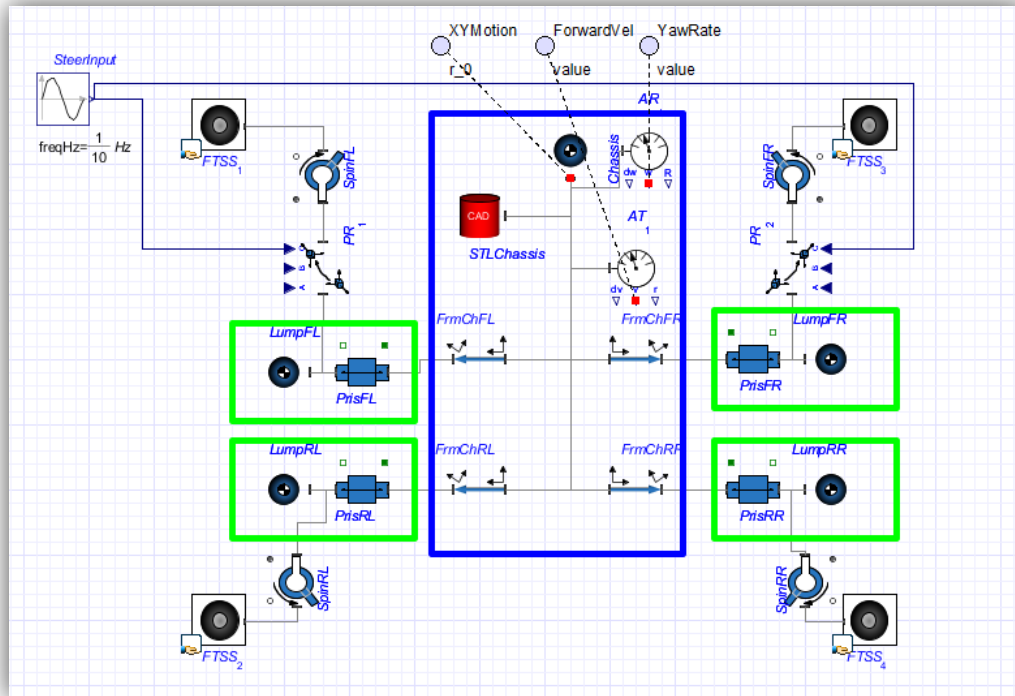 XYMotion
ForwardVel
YawRate
r_0
value
value
SteerInput
freqHz= 1/10 Hz
FTSS 1
SpinFL
PR 1
C
B
A
AR
Chassis
dw w R
CAD
STLChassis
AT 1
dv v r
FTSS 3
SpinFR
PR 2
C
B
A
LumpFL
PrisFL
FrmChFL
FrmChFR
LumpFR
PrisFR
LumpRL
PrisRL
FrmChRL
FrmChRR
LumpRR
PrisRR
SpinRL
FTSS 2
SpinRR
FTSS 4